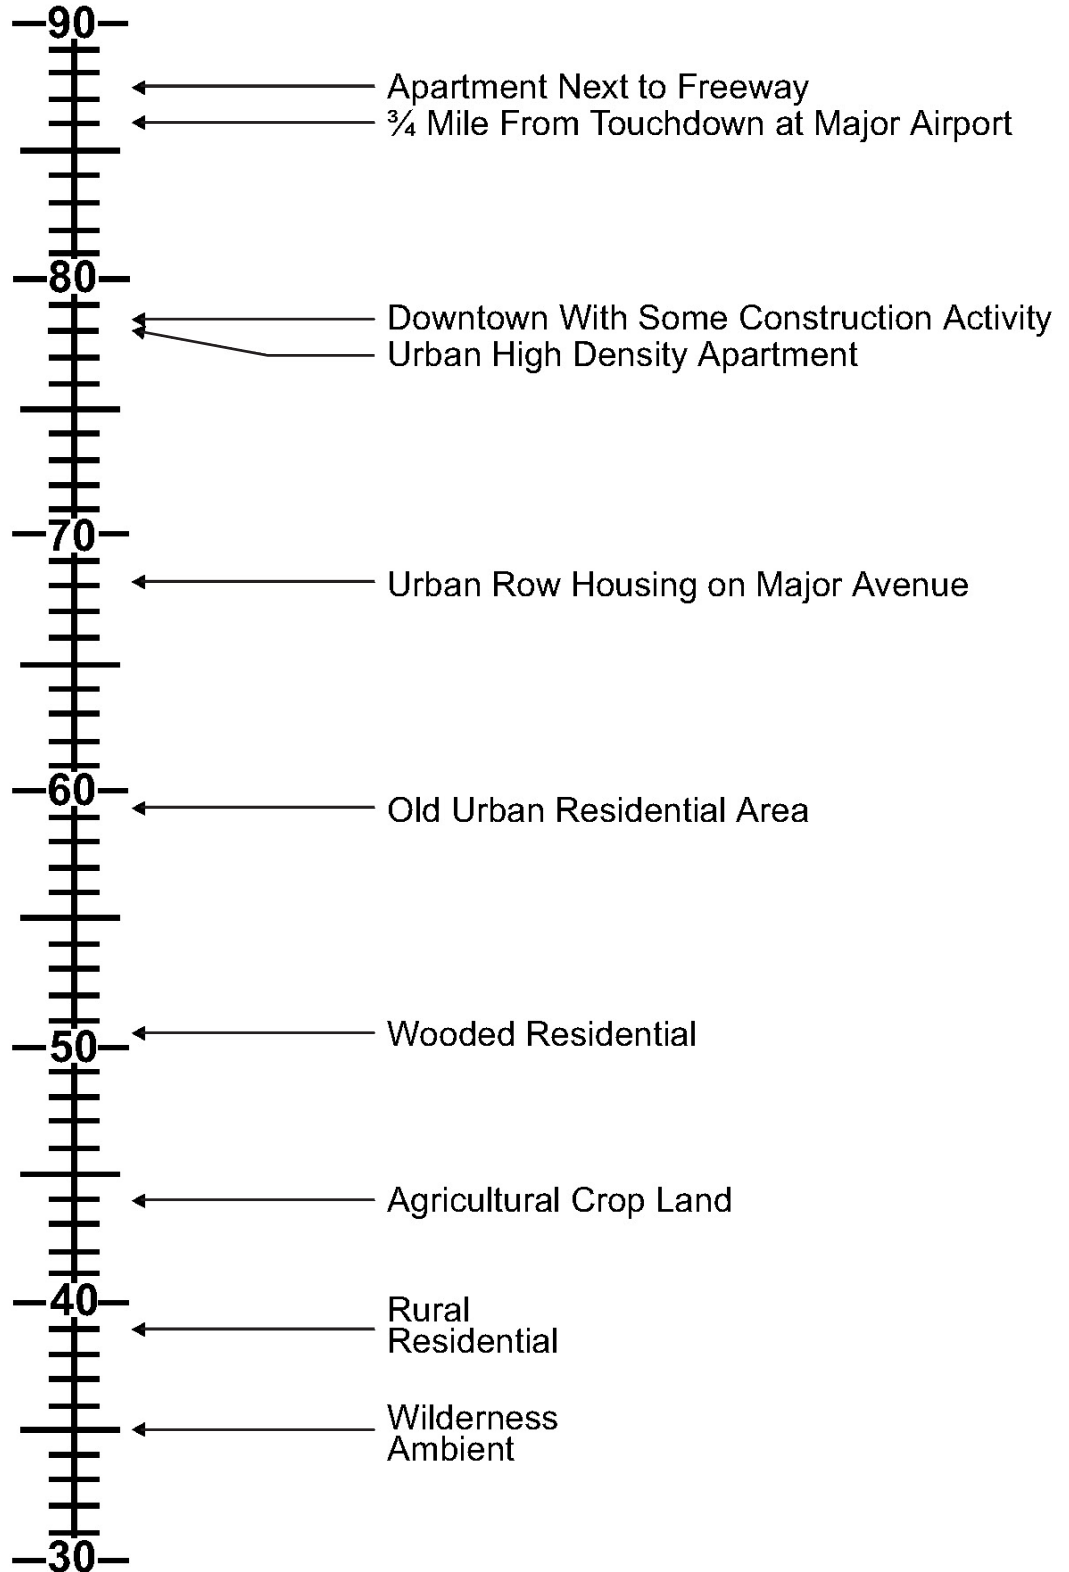 90
Apartment Next to Freeway
¾ Mile From Touchdown at Major Airport
80
Downtown With Some Construction Activity
Urban High Density Apartment
70
Urban Row Housing on Major Avenue
60
Old Urban Residential Area
50
Wooded Residential
Agricultural Crop Land
40
Rural
Residential
Wilderness
Ambient
30